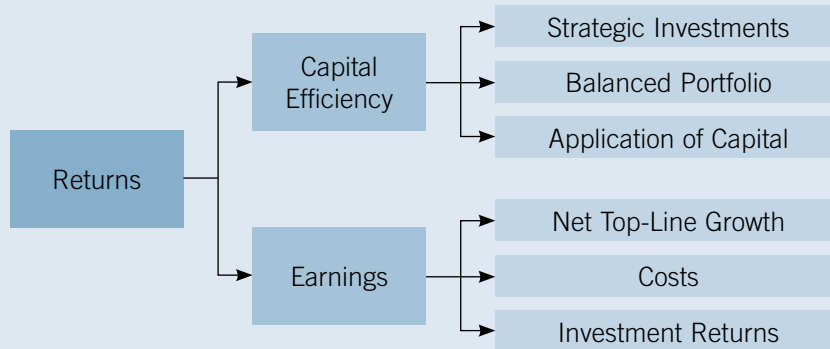 Returns
Capital
Efficiency
Strategic Investments
Balanced Portfolio
Application of Capital
Earnings
Net Top-Line Growth
Costs
Investment Returns